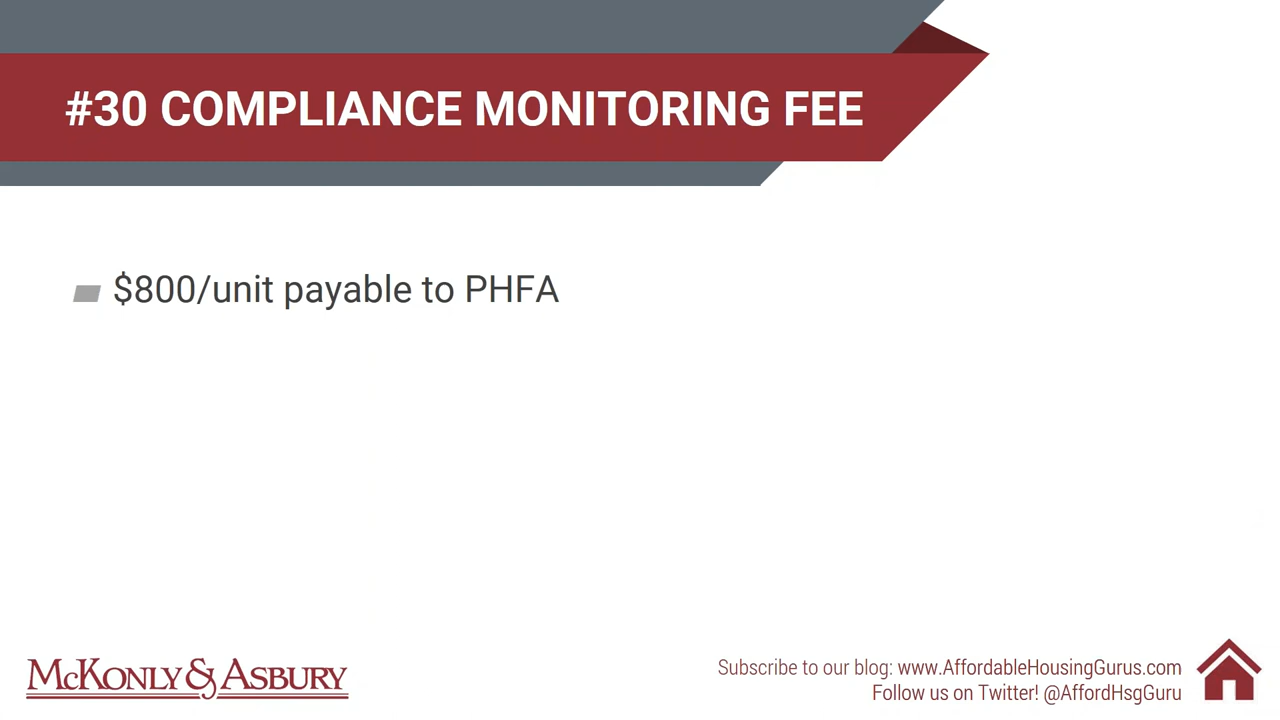 #30 COMPLIANCE MONITORING FEE
$800/unit payable to PHFA
McKONLY & ASBURY
Subscribe to our blog: www.AffordableHousingGurus.com
Follow us on Twitter! @AffordHsgGuru